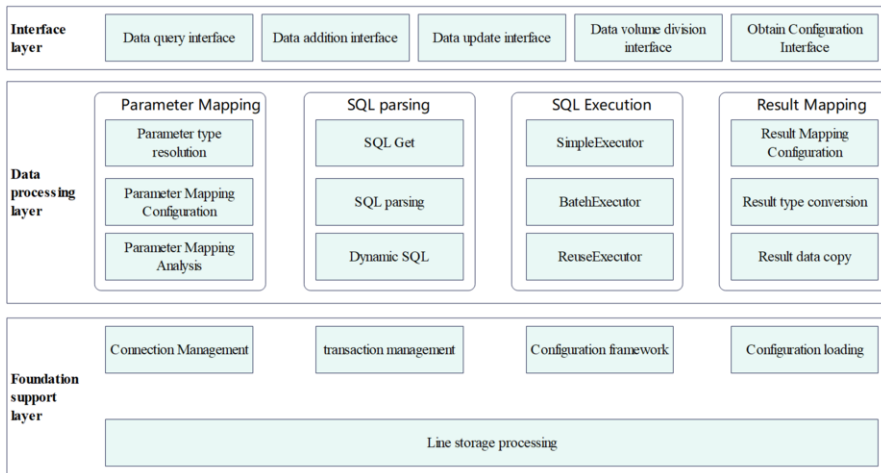 Interface
layer
Data query interface
Data addition interface
Data update interface
Data volume division
interface
Obtain Configuration
Interface
Data
processing
layer
Parameter Mapping
Parameter type
resolution
Parameter Mapping
Configuration
Parameter Mapping
Analysis
SQL parsing
SQL Get
SQL parsing
Dynamic SQL
SQL Execution
SimpleExecutor
BatehExecutor
ReuseExecutor
Result Mapping
Result Mapping
Configuration
Result type conversion
Result data copy
Foundation
support
layer
Connection Management
transaction management
Configuration framework
Configuration loading
Line storage processing